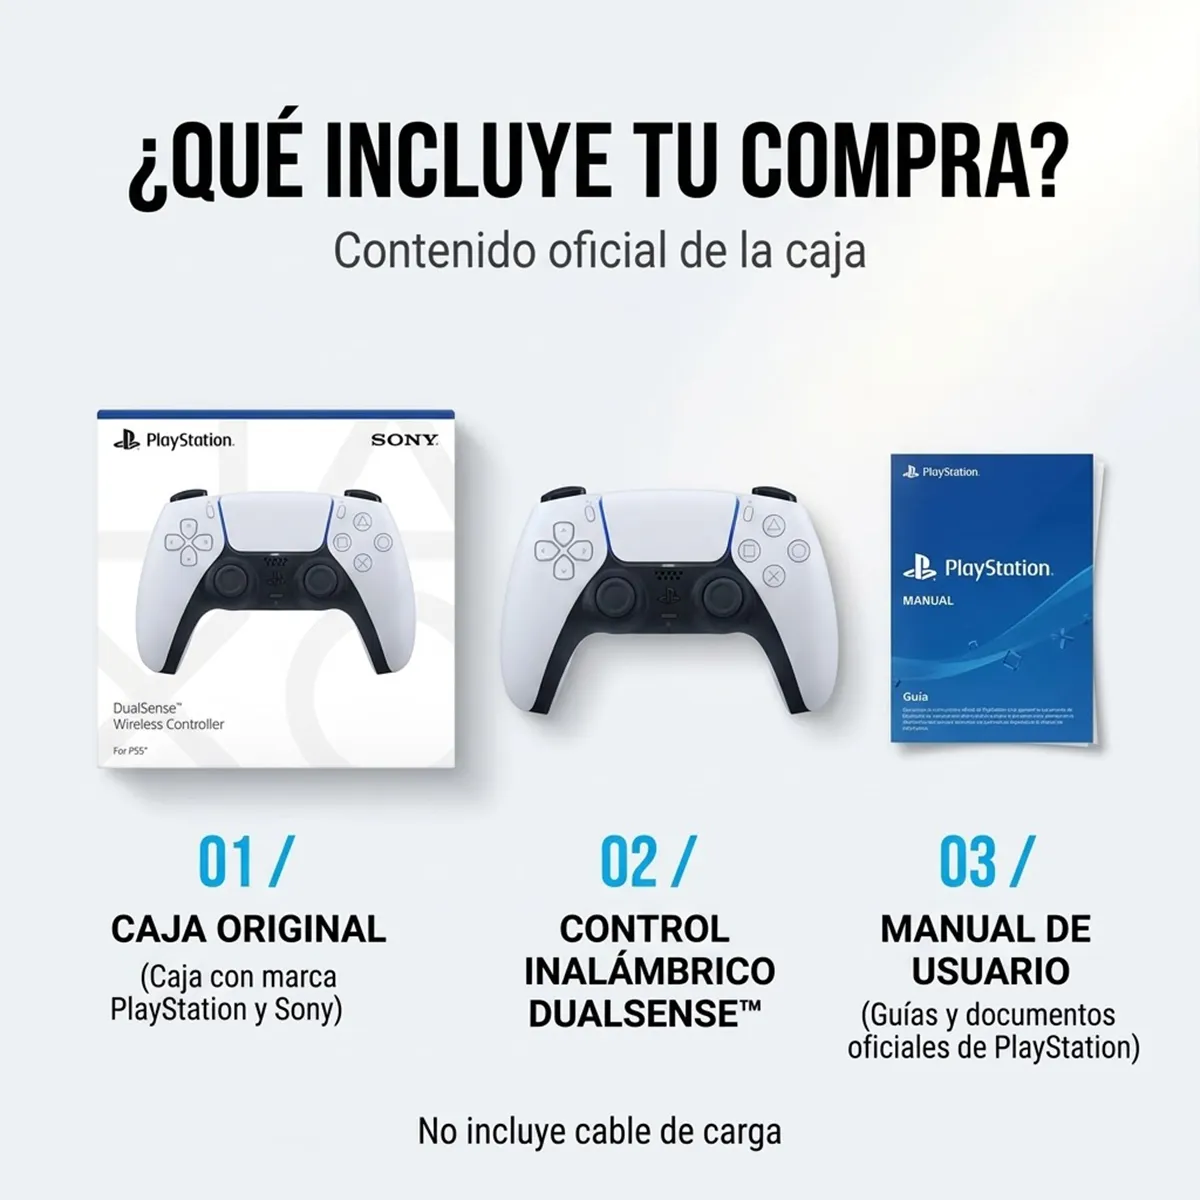 ¿QUÉ INCLUYE TU COMPRA?
Contenido oficial de la caja
PlayStation.
SONY
DualSense™
Wireless Controller
For PS5™
PlayStation.
PlayStation.
MANUAL
Guía
01 /
CAJA ORIGINAL
(Caja con marca
PlayStation y Sony)
02 /
CONTROL
INALÁMBRICO
DUALSENSE™
03 /
MANUAL DE
USUARIO
(Guías y documentos
oficiales de PlayStation)
No incluye cable de carga